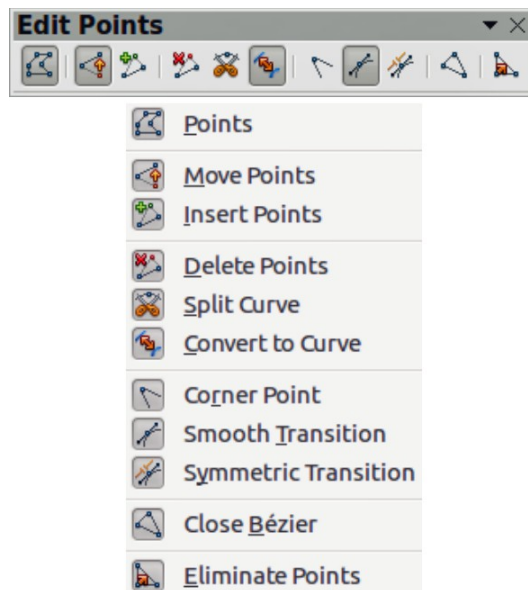 Edit Points
Points
Move Points
Insert Points
Delete Points
Split Curve
Convert to Curve
Corner Point
Smooth Transition
Symmetric Transition
Close Bézier
Eliminate Points